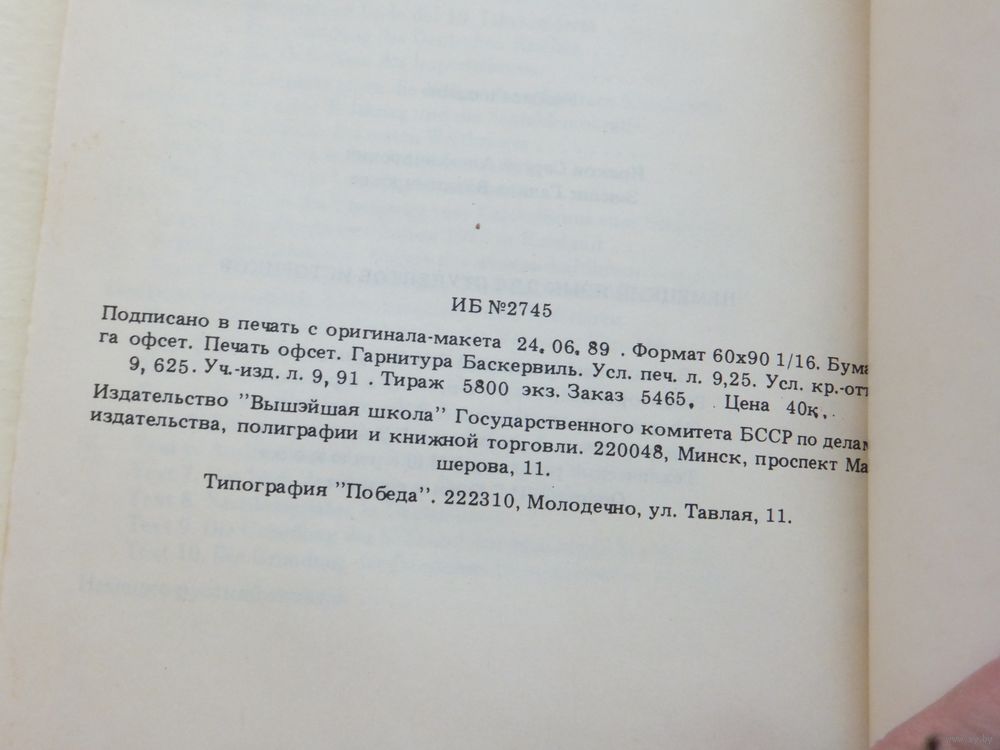 ИБ №2745
Подписано в печать с оригинала-макета 24. 06. 89 . Формат 60х90 1/16. Бума
га офсет. Печать офсет. Гарнитура Баскервиль. Усл. печ. л. 9,25. Усл. кр.-отт
9, 625. Уч.-изд. л. 9, 91 . Тираж 5800 экз. Заказ 5465. Цена 40к.
Издательство "Вышэйшая школа" Государственного комитета БССР по делам
издательства, полиграфии и книжной торговли. 220048, Минск, проспект Ма
шерова, 11.
Типография "Победа". 222310, Молодечно, ул. Тавлая, 11.